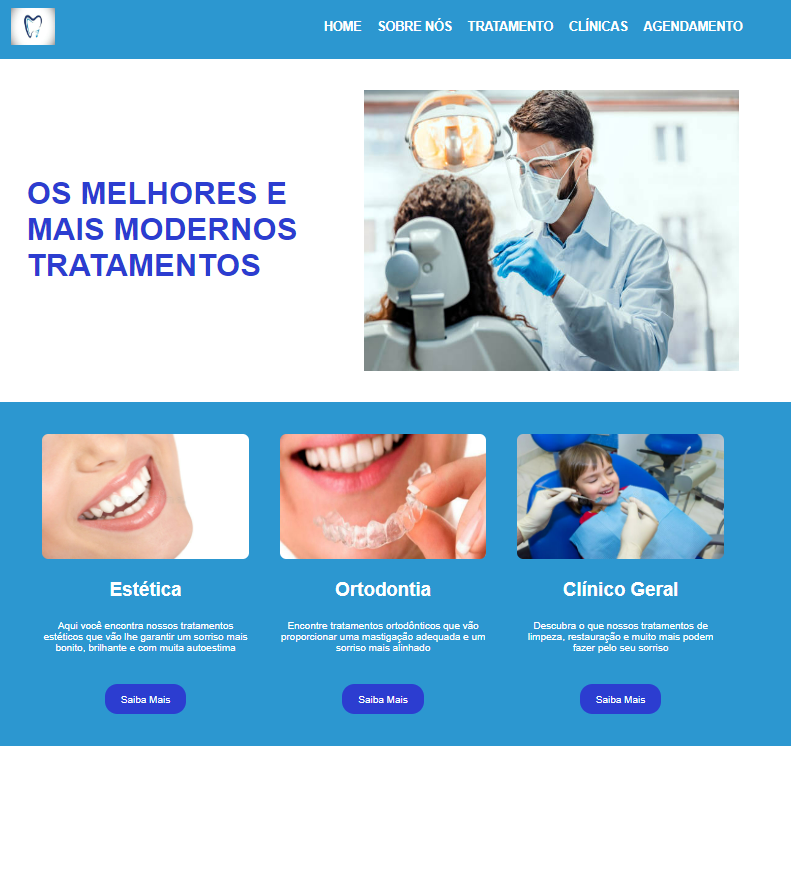 HOME SOBRE NÓS TRATAMENTO CLÍNICAS AGENDAMENTO
OS MELHORES E
MAIS MODERNOS
TRATAMENTOS
Estética
Aqui você encontra nossos tratamentos
estéticos que vão lhe garantir um sorriso mais
bonito, brilhante e com muita autoestima
Saiba Mais
Ortodontia
Encontre tratamentos ortodônticos que vão
proporcionar uma mastigação adequada e um
sorriso mais alinhado
Saiba Mais
Clínico Geral
Descubra o que nossos tratamentos de
limpeza, restauração e muito mais podem
fazer pelo seu sorriso
Saiba Mais